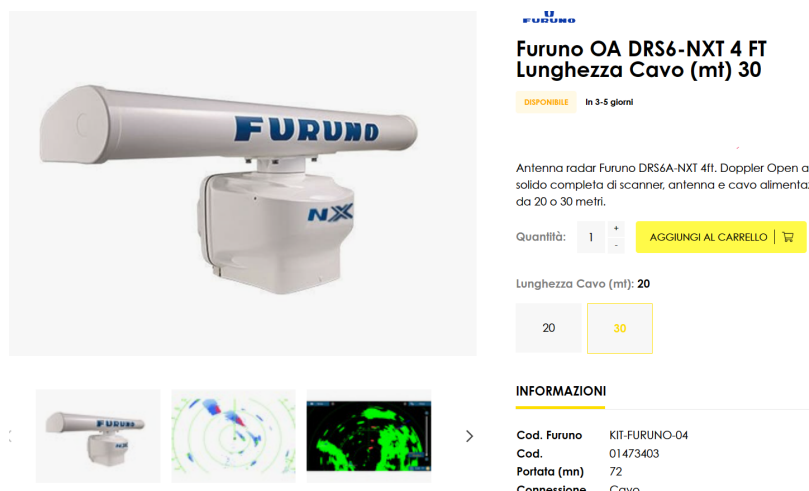 FURUNO
Furuno OA DRS6-NXT 4 FT
Lunghezza Cavo (mt) 30
DISPONIBILE In 3-5 giorni
FURUNO
NXT
Antenna radar Furuno DRS6A-NXT 4ft. Doppler Open a
solido completa di scanner, antenna e cavo
da 20 o 30 metri.
Quantità: 1 + -
AGGIUNGI AL CARRELLO
Lunghezza Cavo (mt): 20
20 30
FURUNO
INFORMAZIONI
Cod. Furuno KIT-FURUNO-04
Cod. 01473403
Portata (mn) 72
Connessione Cavo